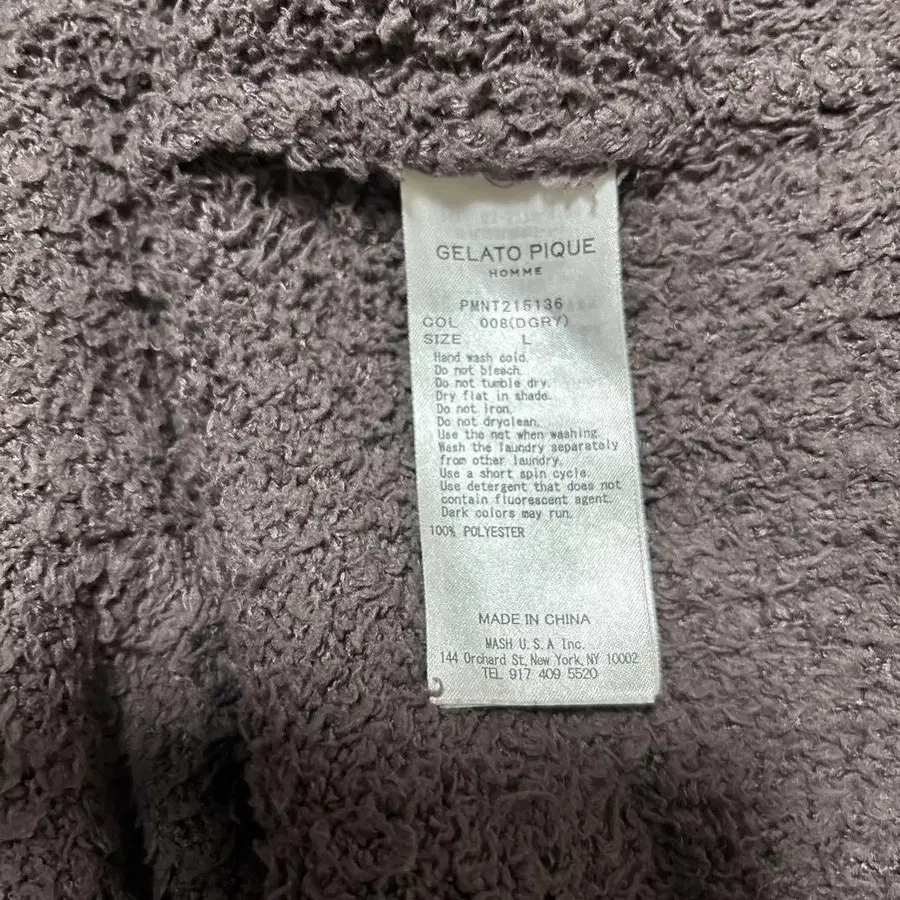 GELATO PIQUE
HOMME
PMNT215136
COL 008(DGRY)
SIZE L
Hand wash cold.
Do not bleach.
Do not tumble dry.
Dry flat in shade.
Do not iron.
Do not dryclean.
Use the net when washing.
Wash the laundry separately
from other laundry.
Use a short spin cycle.
Use detergent that does not
contain fluorescent agent.
Dark colors may run.
100% POLYESTER
MADE IN CHINA
MASH U.S.A Inc.
144 Orchard St, New York, NY 10002
TEL 917 409 5520